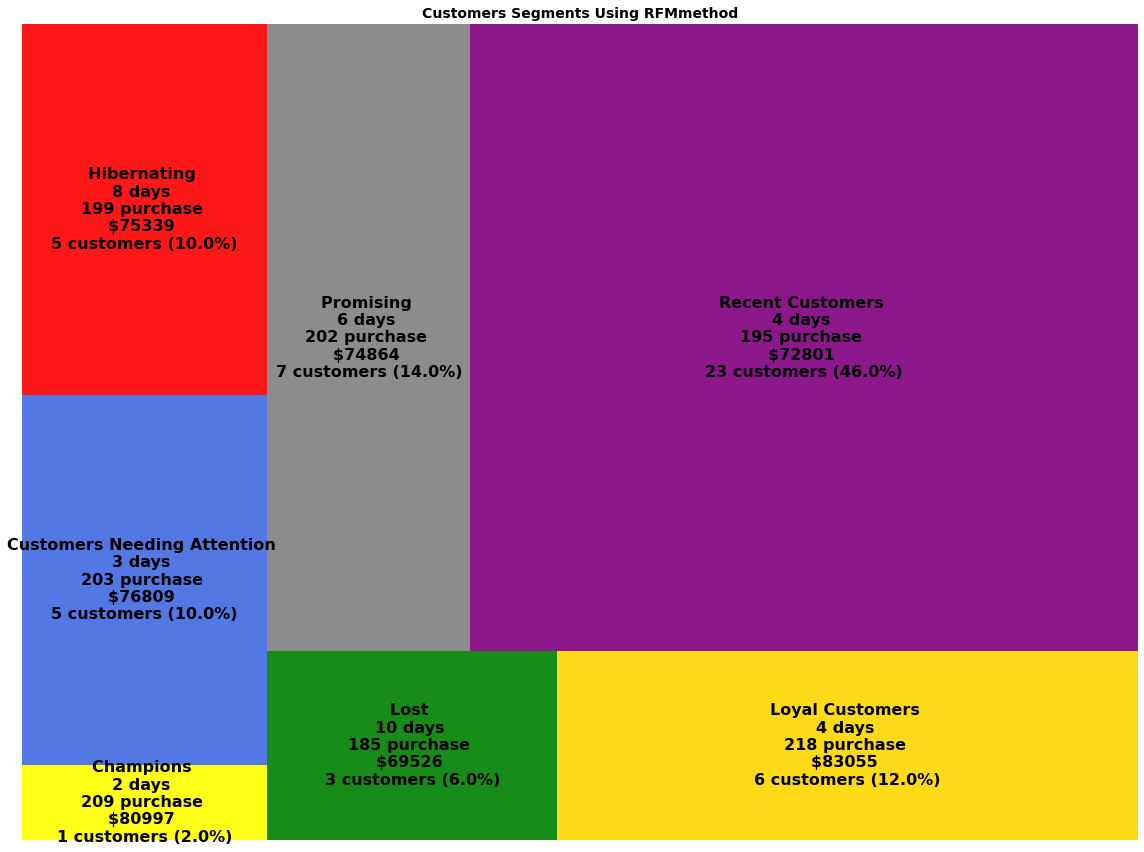 Customers Segments Using RFMmethod
Hibernating
8 days
199 purchase
$75339
5 customers (10.0%)
Promising
6 days
202 purchase
$74864
7 customers (14.0%)
Recent Customers
4 days
195 purchase
$72801
23 customers (46.0%)
Customers Needing Attention
3 days
203 purchase
$76809
5 customers (10.0%)
Champions
2 days
209 purchase
$80997
1 customers (2.0%)
Lost
10 days
185 purchase
$69526
3 customers (6.0%)
Loyal Customers
4 days
218 purchase
$83055
6 customers (12.0%)